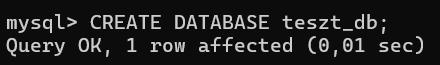 mysql> CREATE DATABASE teszt_db;
Query OK, 1 row affected (0,01 sec)